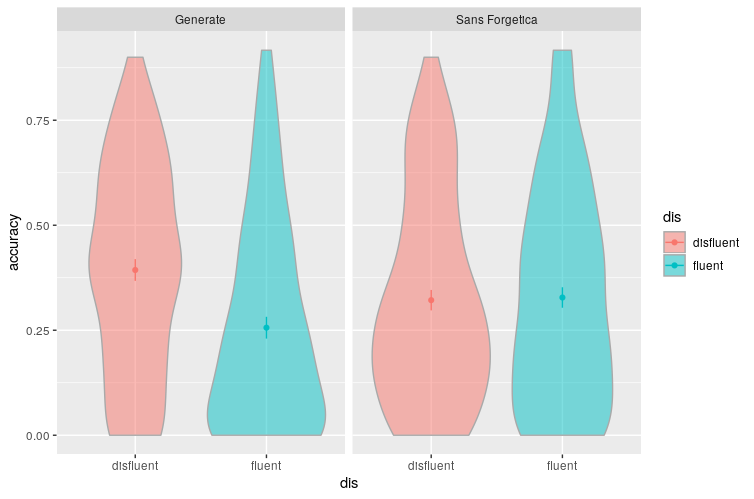 Generate
Sans Forgetica
accuracy
0.75
0.50
0.25
0.00
disfluent
fluent
disfluent
fluent
dis
dis
disfluent
fluent